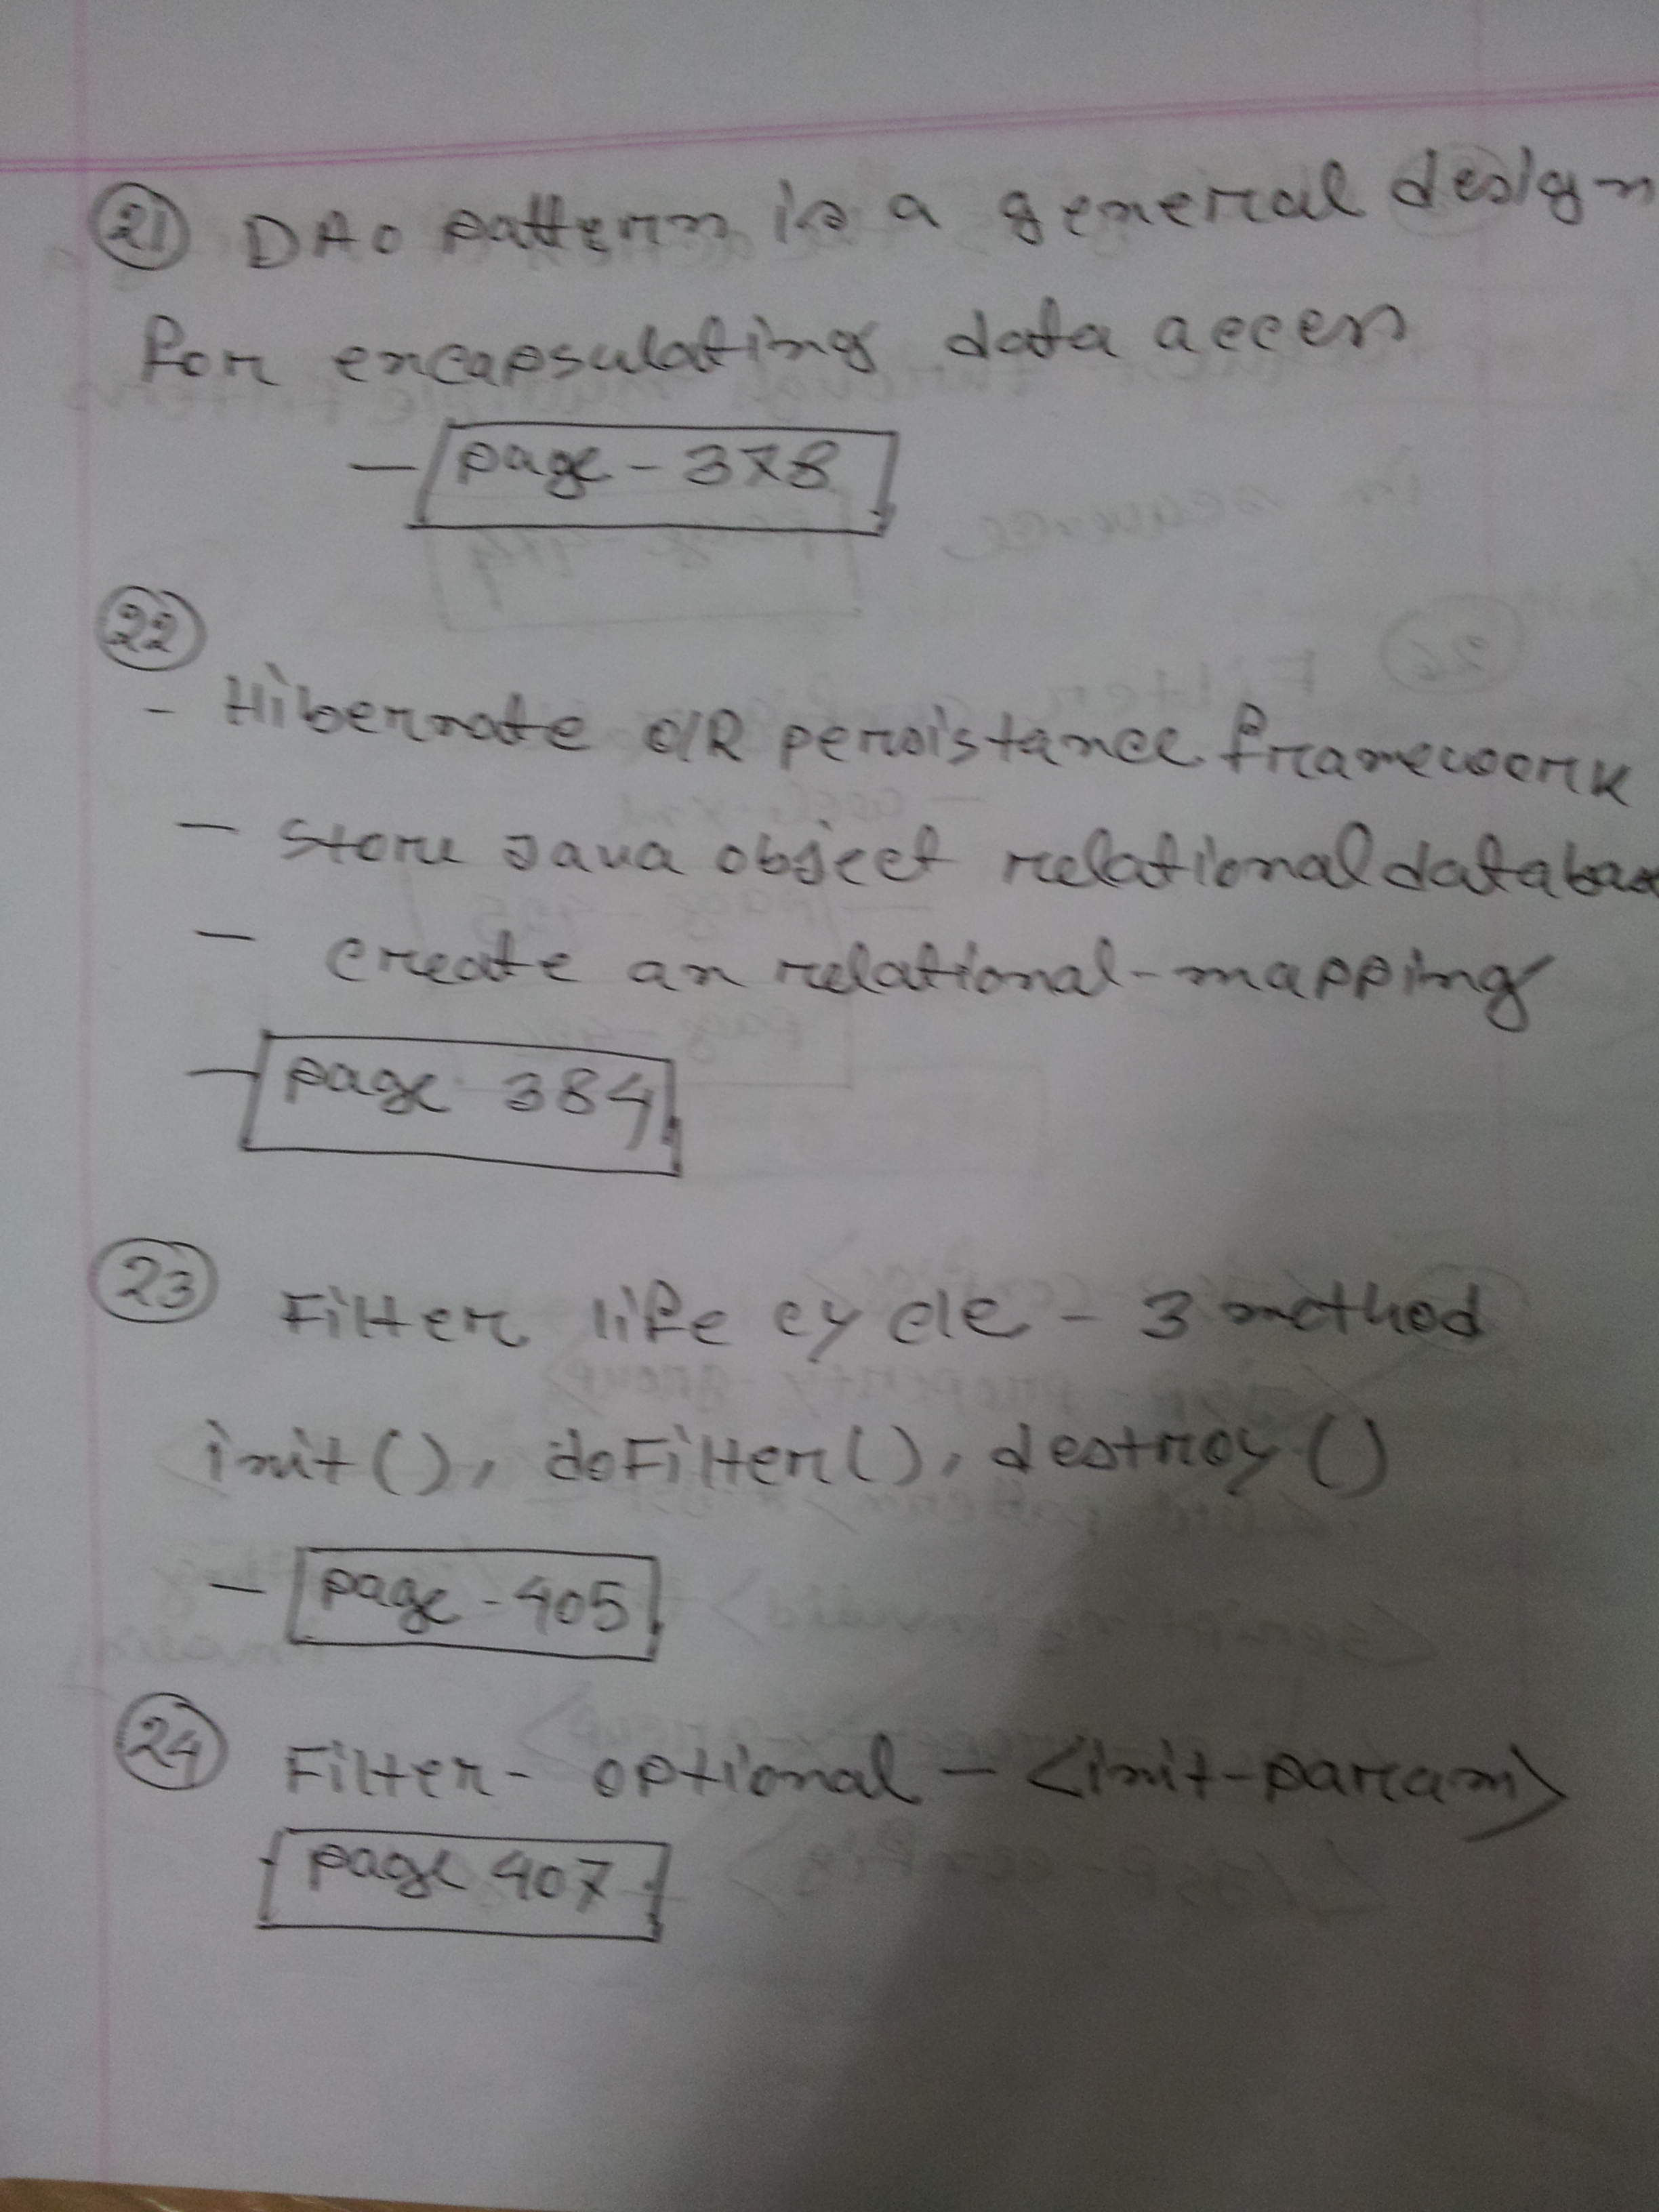 21 DAO pattern is a general design
for encapsulating data access
- page - 378
22
- Hibernate O/R persistance framework
- Store Java object relational databas
- create an relational-mapping
- page 384
23 Filter life cycle - 3 method
init(), doFilter(), destroy()
- page - 405
24 Filter - optional - <init-param>
page 407